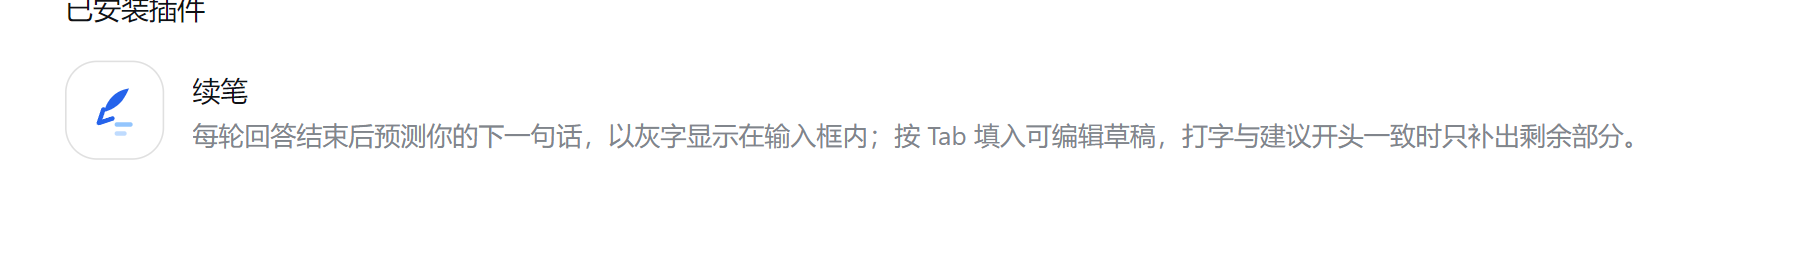 已安装插件
续笔
每轮回答结束后预测你的下一句话，以灰字显示在输入框内；按 Tab 填入可编辑草稿，打字与建议开头一致时只补出剩余部分。